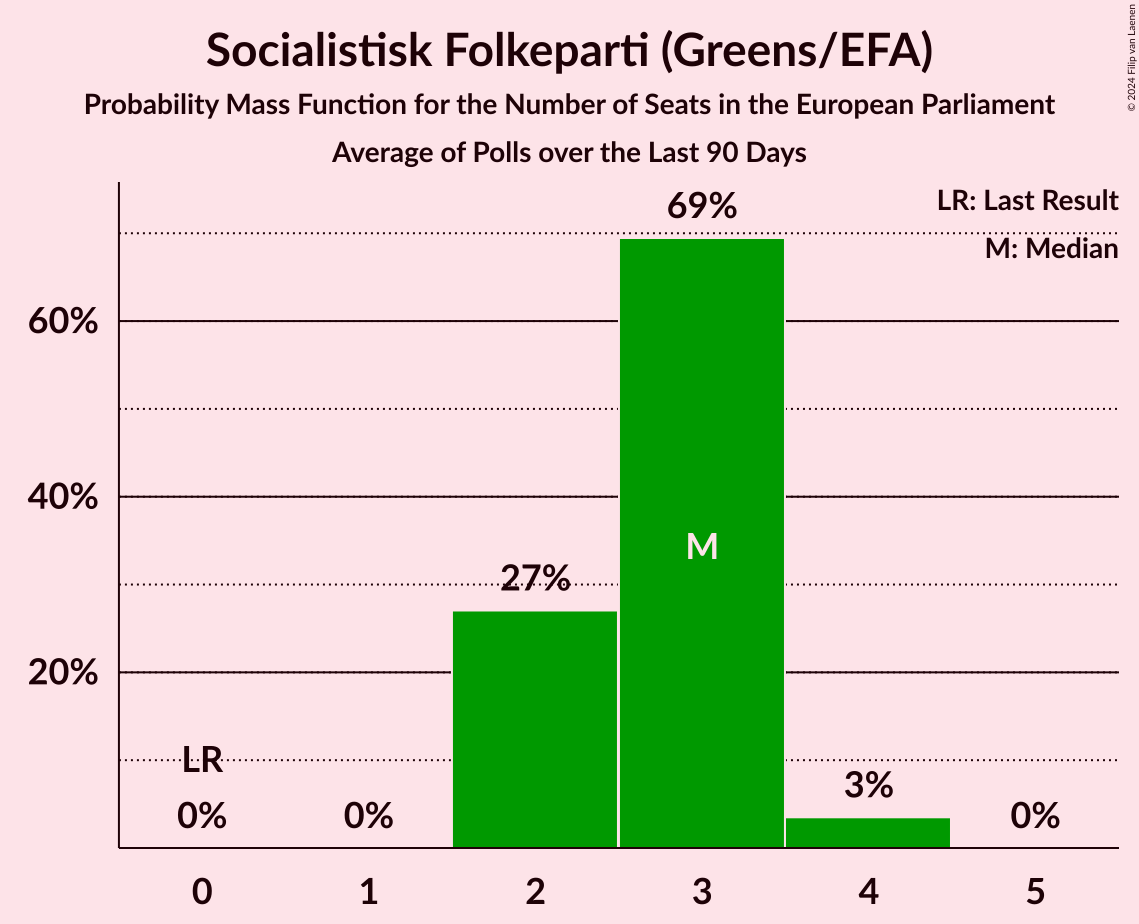 Socialistisk Folkeparti (Greens/EFA)
Probability Mass Function for the Number of Seats in the European Parliament
Average of Polls over the Last 90 Days
© 2024 Filip van Laenen
LR: Last Result
M: Median
69%
60%
40%
M
27%
20%
LR
0%
0%
3%
0%
0 1 2 3 4 5